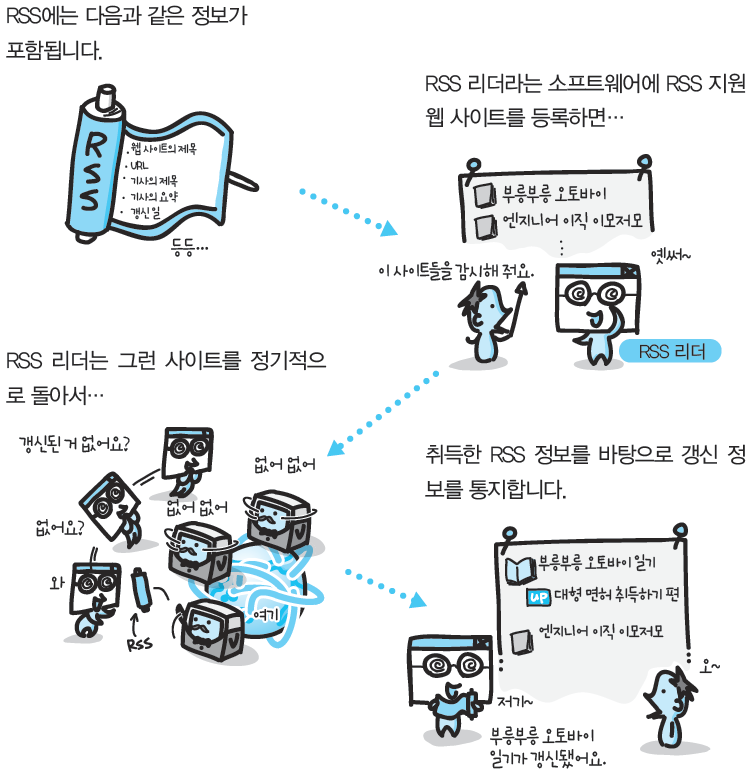 RSS에는 다음과 같은 정보가
포함됩니다.
RSS
· 웹 사이트의 제목
· URL
· 기사의 제목
· 기사의 요약
· 갱신일
등등…
RSS 리더라는 소프트웨어에 RSS 지원
웹 사이트를 등록하면…
부릉부릉 오토바이
엔지니어 이직 이모저모
⋮
이 사이트들을 감시해 줘요.
옛써~
RSS 리더
RSS 리더는 그런 사이트를 정기적으
로 돌아서…
갱신된 거 없어요?
없어 없어
없어 없어
없어요?
와
여기
RSS
취득한 RSS 정보를 바탕으로 갱신 정
보를 통지합니다.
부릉부릉 오토바이 일기
UP 대형 면허 취득하기 편
엔지니어 이직 이모저모
오~
저기~
부릉부릉 오토바이
일기가 갱신됐어요.